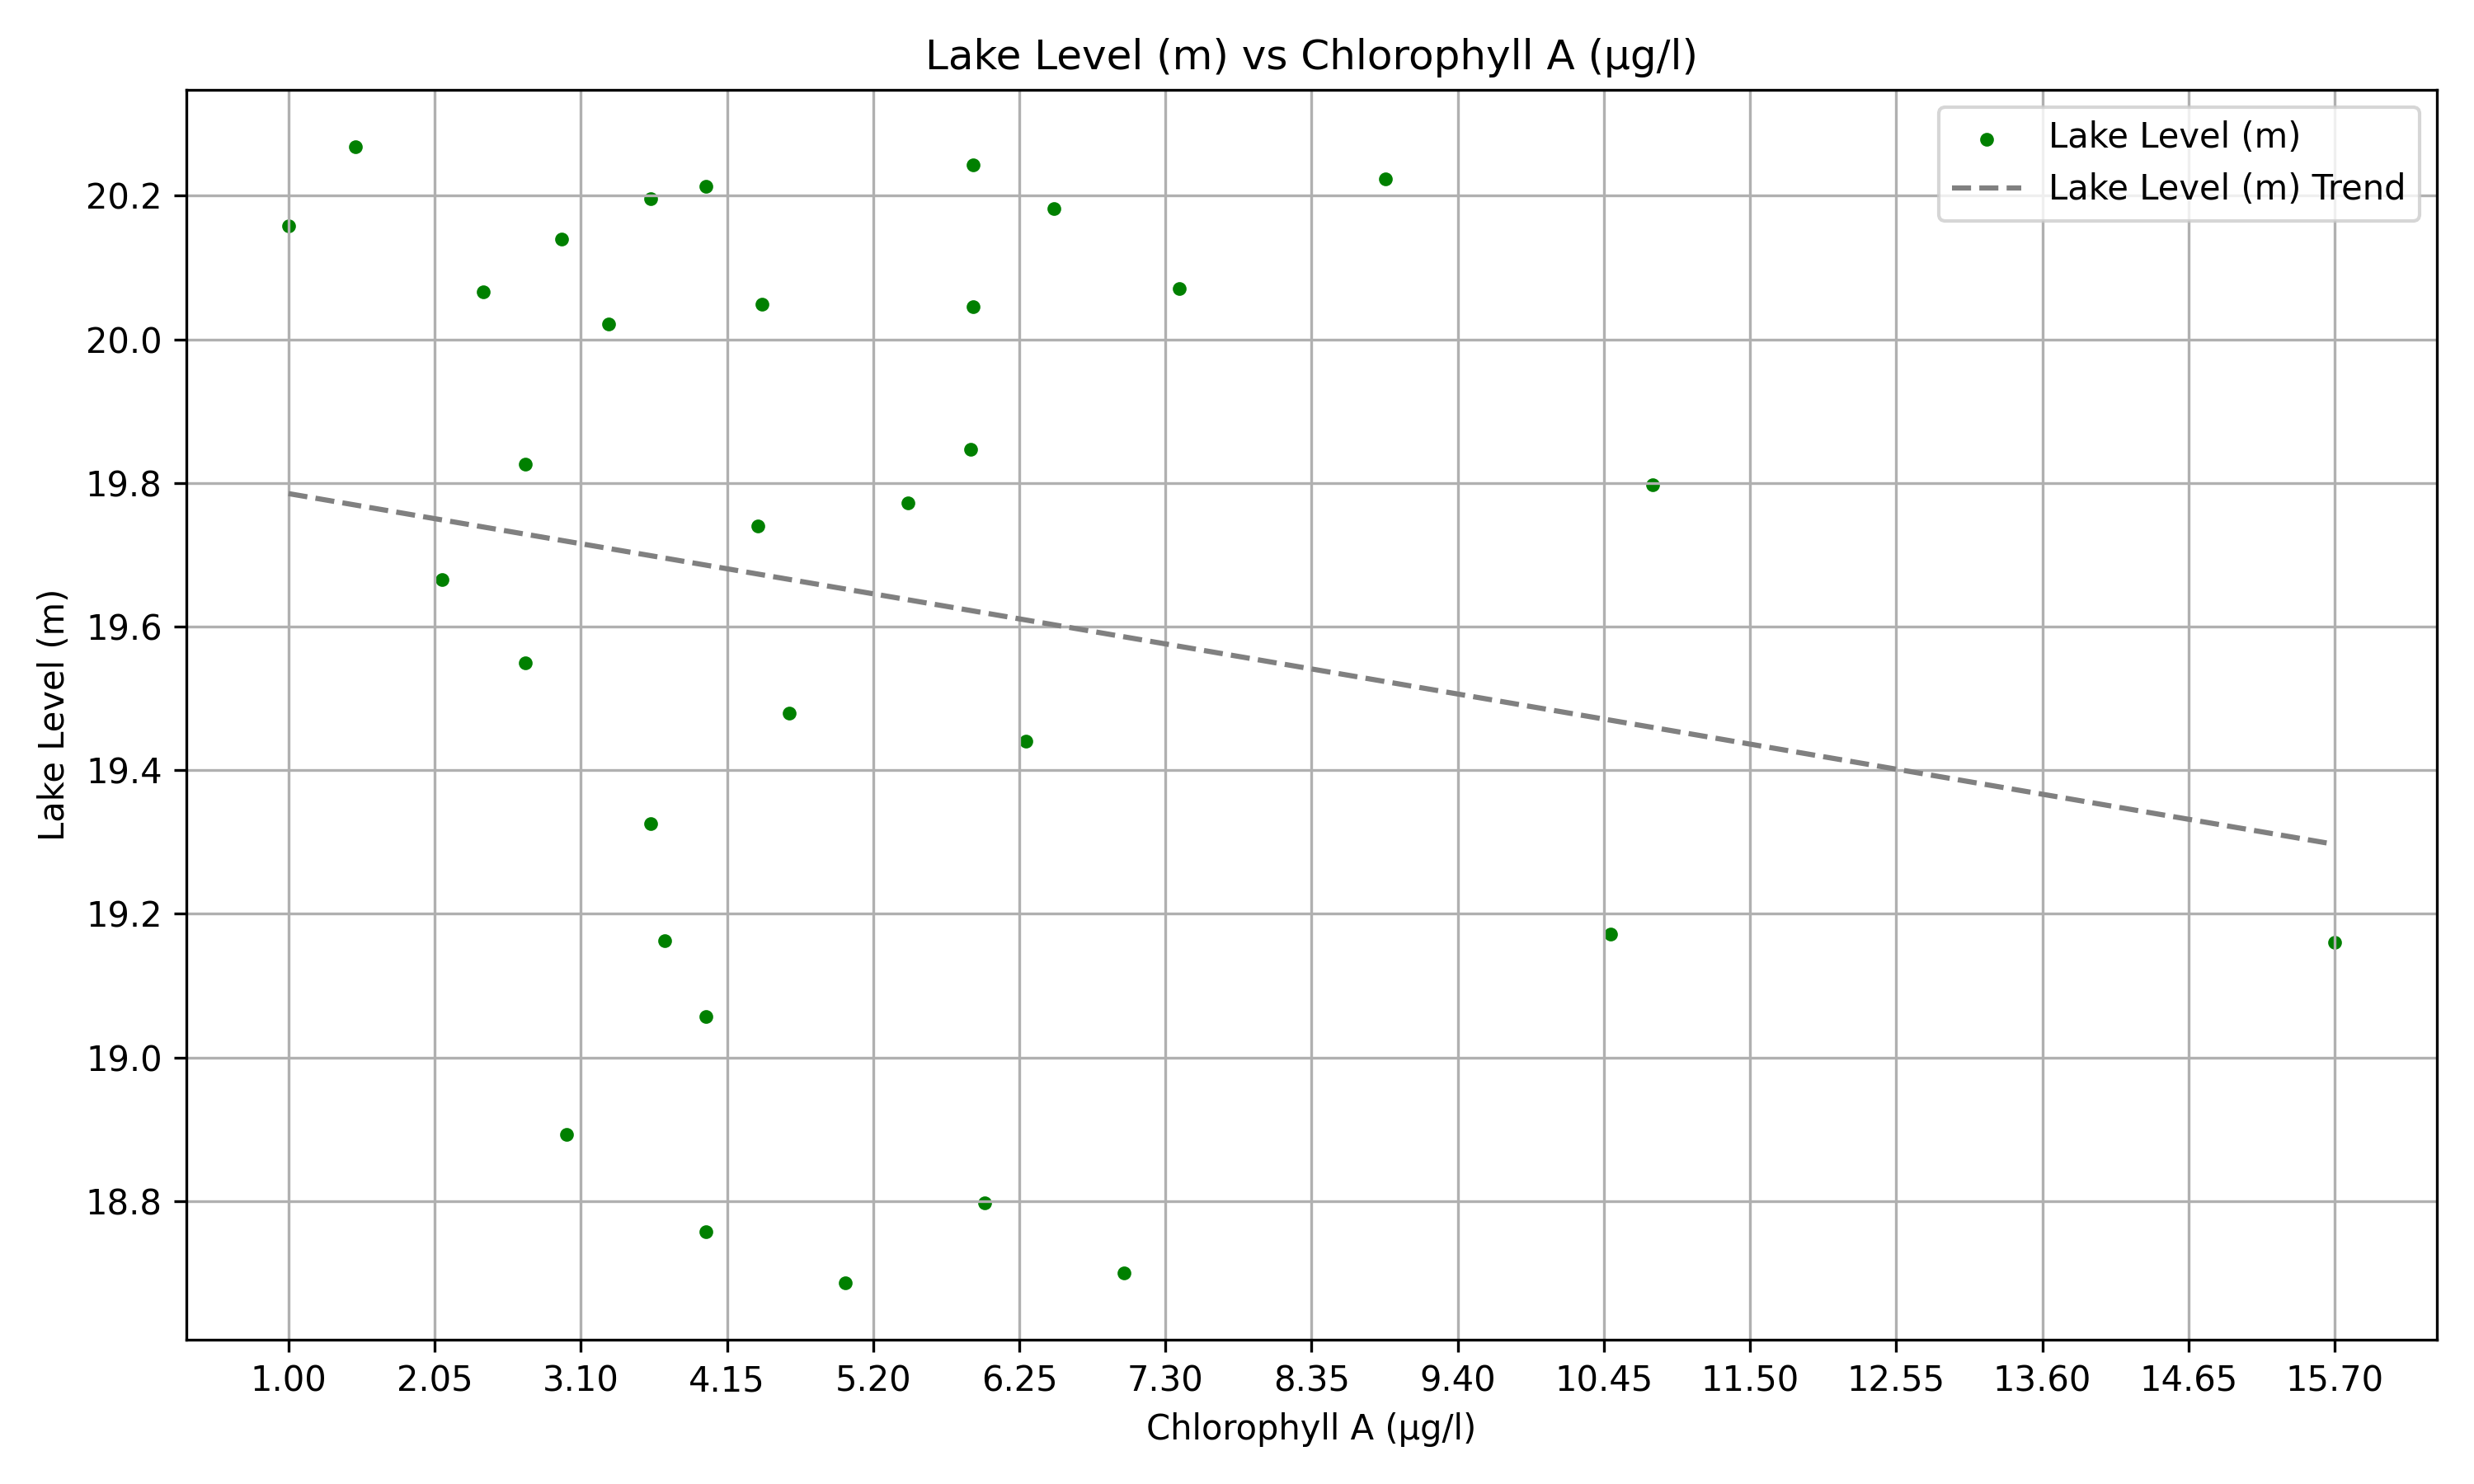 Lake Level (m) vs Chlorophyll A (µg/l)
Lake Level (m)
Lake Level (m) Trend
20.2
20.0
19.8
19.6
19.4
19.2
19.0
18.8
Lake Level (m)
1.00 2.05 3.10 4.15 5.20 6.25 7.30 8.35 9.40 10.45 11.50 12.55 13.60 14.65 15.70
Chlorophyll A (µg/l)